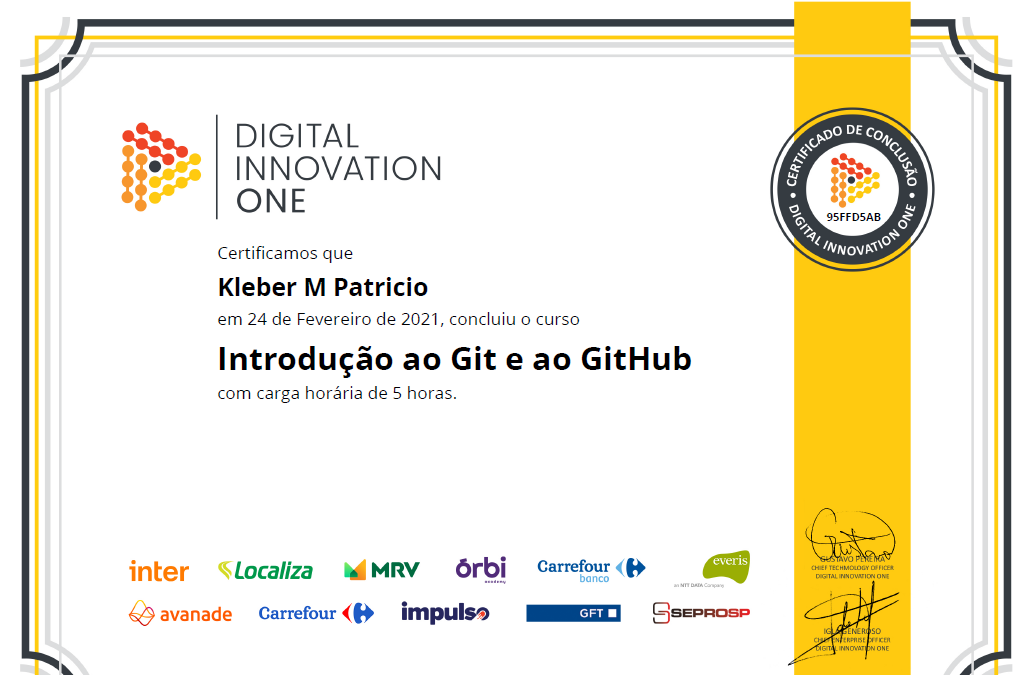 DIGITAL
INNOVATION
ONE
CERTIFICADO DE CONCLUSÃO
95FFD5AB
DIGITAL INNOVATION ONE
Certificamos que
Kleber M Patricio
em 24 de Fevereiro de 2021, concluiu o curso
Introdução ao Git e ao GitHub
com carga horária de 5 horas.
inter
Localiza
MRV
órbi
academy
Carrefour
banco
everis
an NTT DATA Company
avanade
Carrefour
impulso
GFT
SEPROSP
GUSTAVO PEREIRA
CHIEF TECHNOLOGY OFFICER
DIGITAL INNOVATION ONE
IGLÁ GENEROSO
CHIEF ENTERPRISE OFFICER
DIGITAL INNOVATION ONE